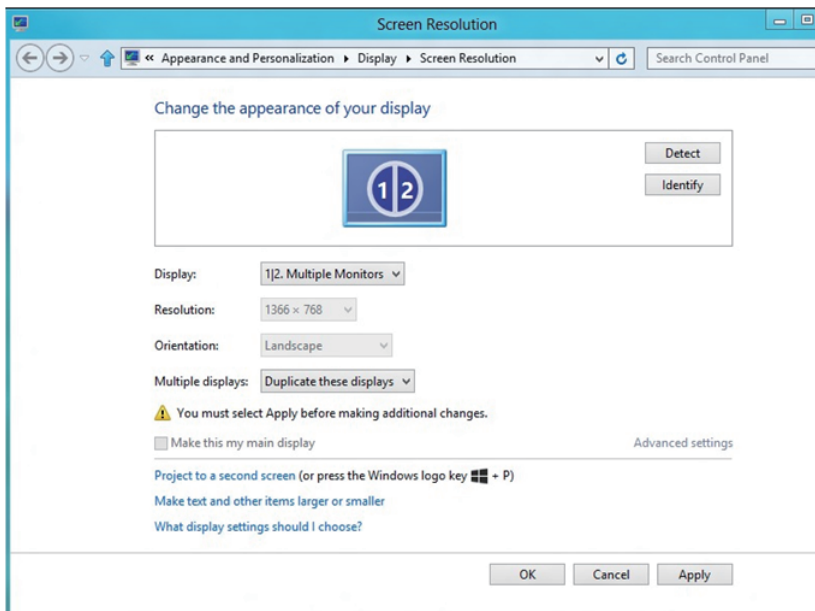 Screen Resolution
« Appearance and Personalization Display Screen Resolution Search Control Panel
Change the appearance of your display
1 2
Detect
Identify
Display: 1|2. Multiple Monitors
Resolution: 1366 × 768
Orientation: Landscape
Multiple displays: Duplicate these displays
You must select Apply before making additional changes.
Make this my main display Advanced settings
Project to a second screen (or press the Windows logo key + P)
Make text and other items larger or smaller
What display settings should I choose?
OK Cancel Apply